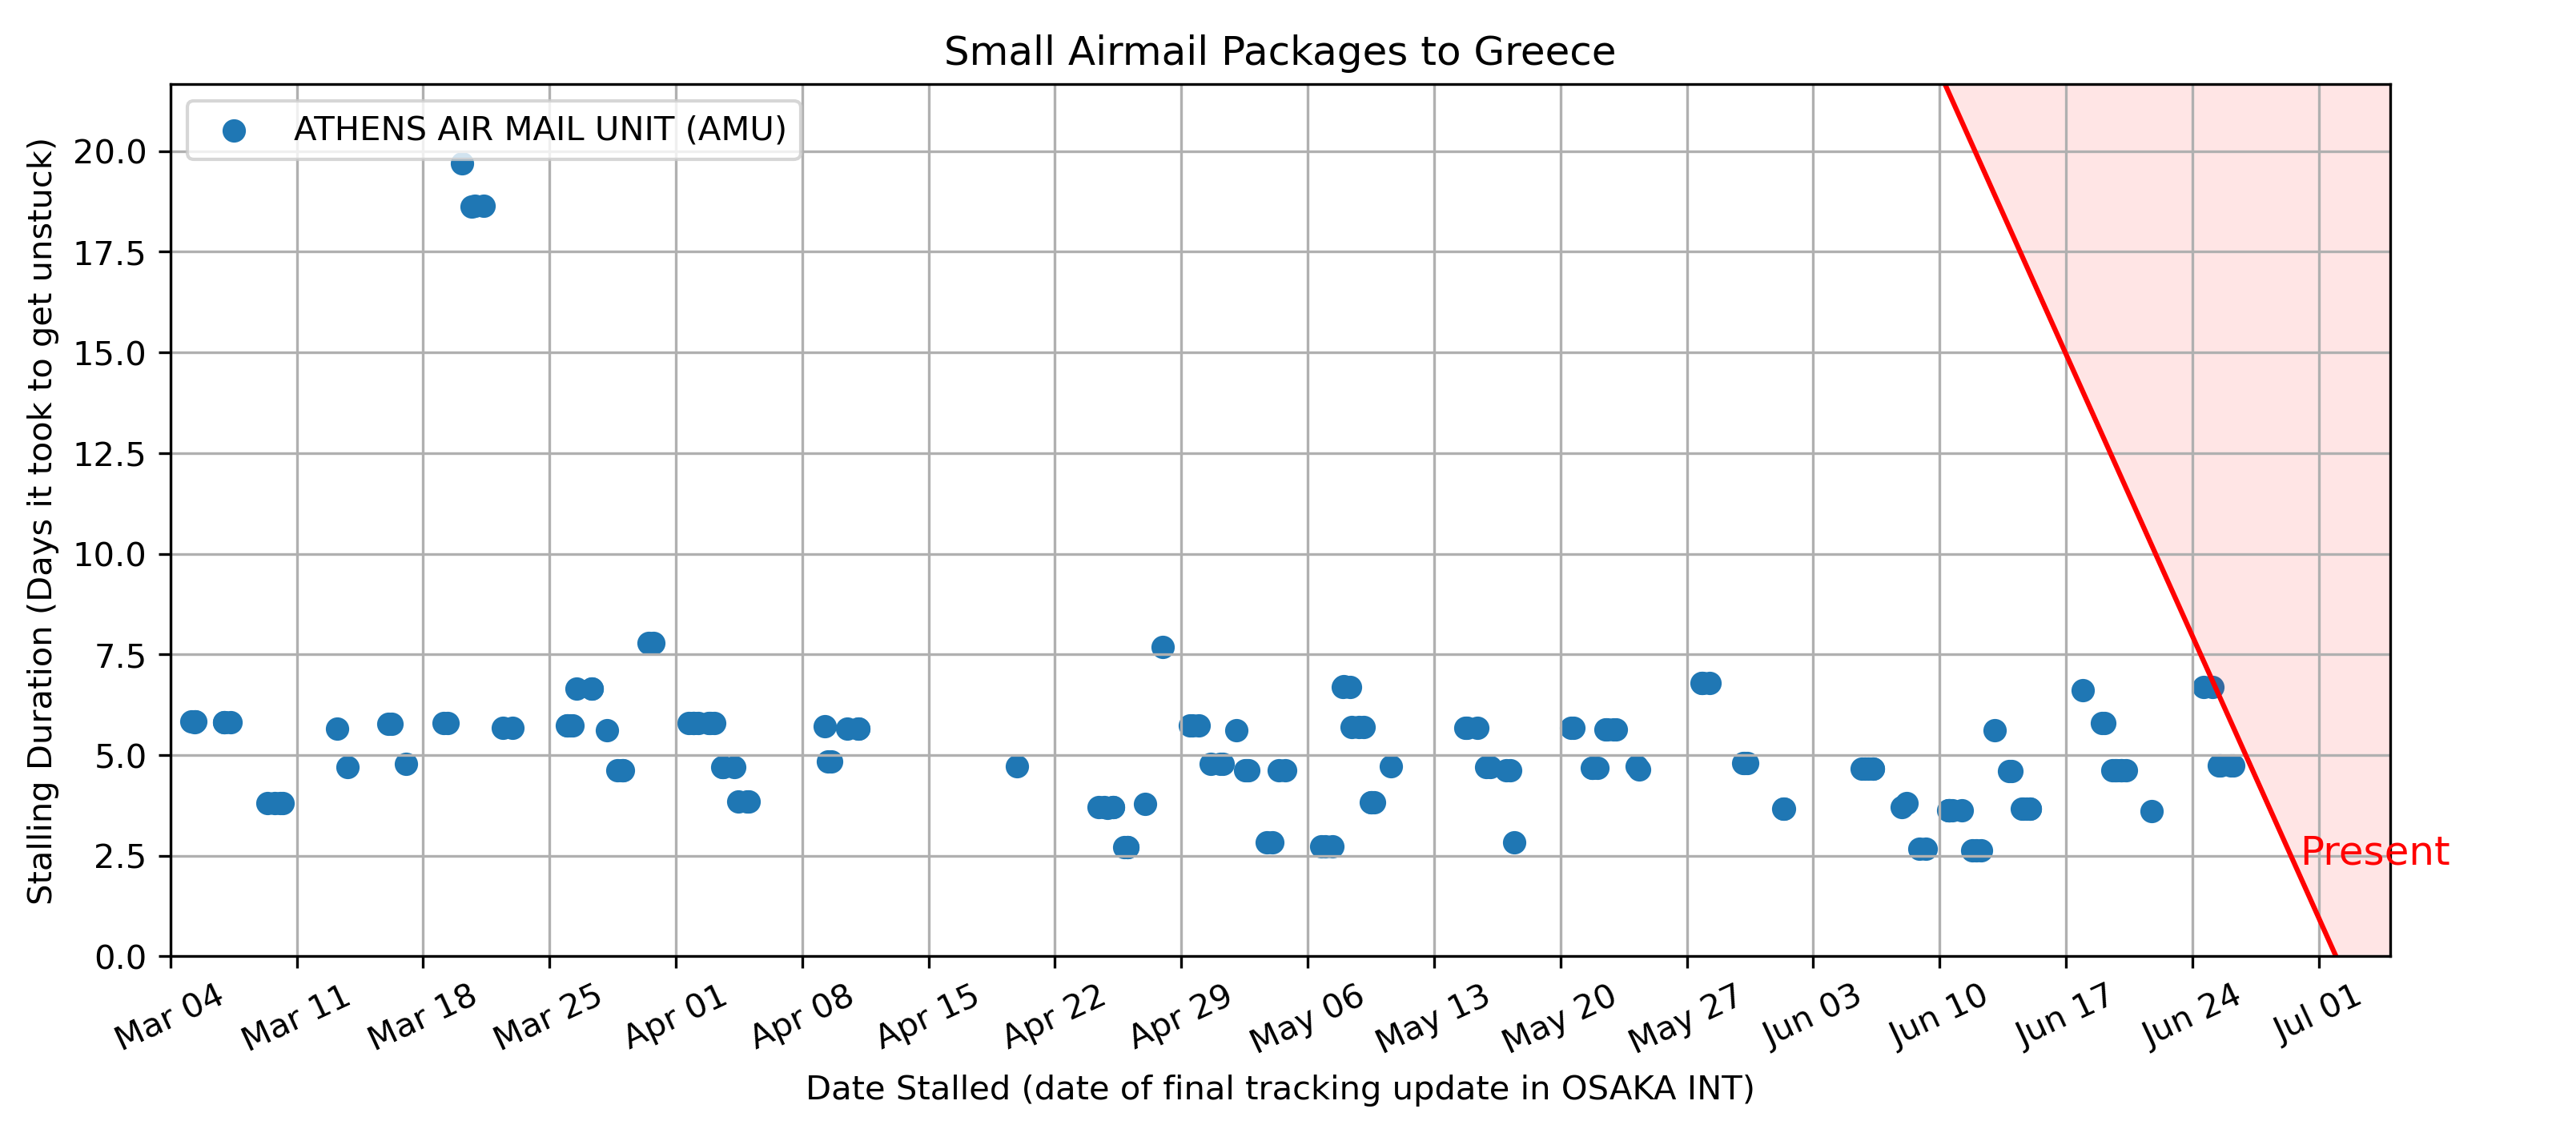 Small Airmail Packages to Greece
ATHENS AIR MAIL UNIT (AMU)
Stalling Duration (Days it took to get unstuck)
20.0
17.5
15.0
12.5
10.0
7.5
5.0
2.5
0.0
Present
Mar 04
Mar 11
Mar 18
Mar 25
Apr 01
Apr 08
Apr 15
Apr 22
Apr 29
May 06
May 13
May 20
May 27
Jun 03
Jun 10
Jun 17
Jun 24
Jul 01
Date Stalled (date of final tracking update in OSAKA INT)